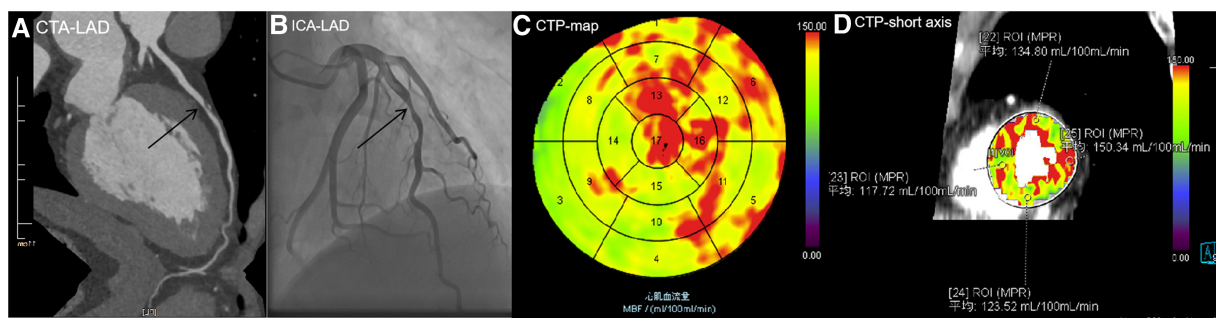 A CTA-LAD
B ICA-LAD
C CTP-map
150.00
1
2
7
6
8
13
12
14
17
16
9
15
11
3
10
5
4
0.00
心肌血流量
MBF /(ml/100ml/min)
D CTP-short axis
[22] ROI (MPR)
平均: 134.80 mL/100mL/min
150.00
[25] ROI (MPR)
平均: 150.34 mL/100mL/min
23] ROI (MPR)
平均: 117.72 mL/100mL/min
0.00
[24] ROI (MPR)
平均: 123.52 mL/100mL/min